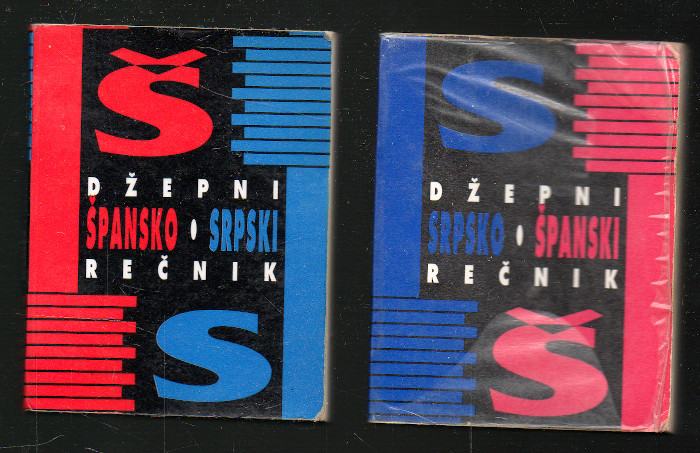 Š
DŽEPNI
ŠPANSKO • SRPSKI
REČNIK
S
S
DŽEPNI
SRPSKO • ŠPANSKI
REČNIK
Š